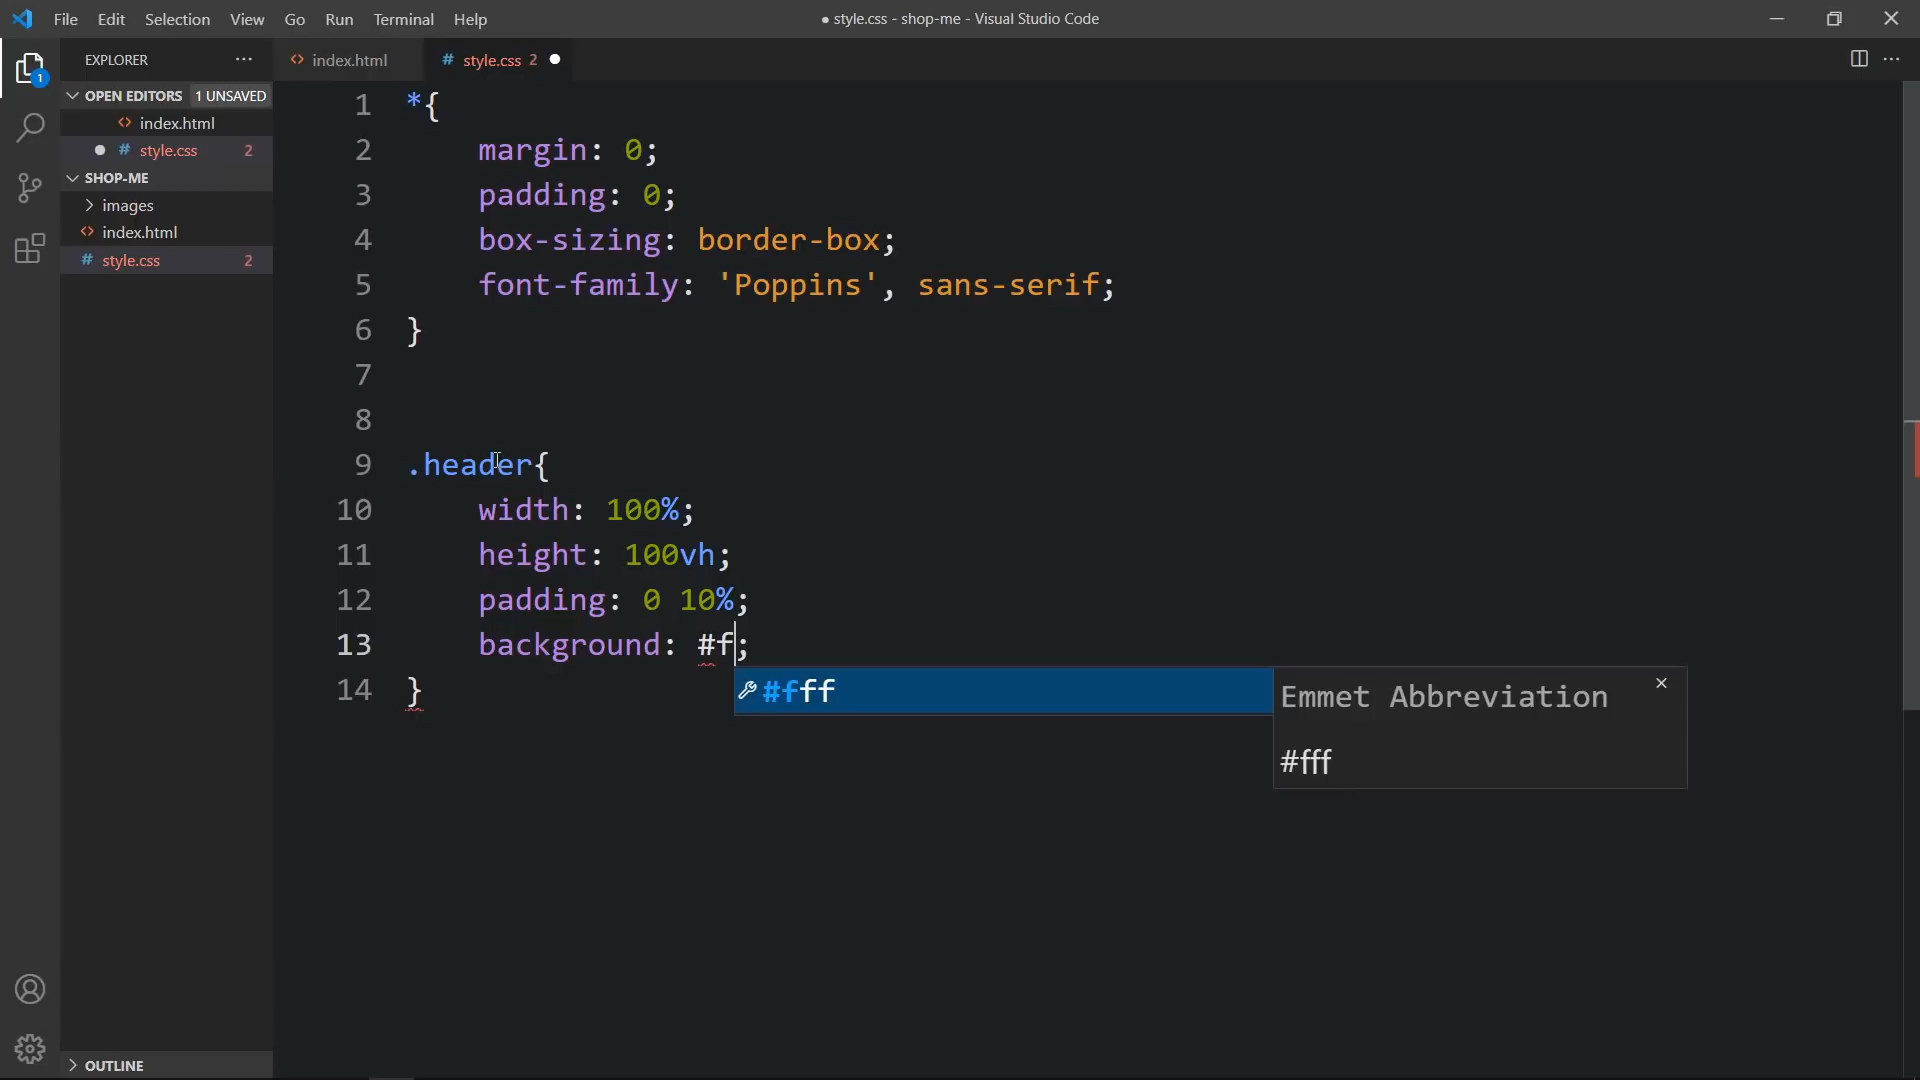 File Edit Selection View Go Run Terminal Help
● style.css - shop-me - Visual Studio Code
EXPLORER ···
<> index.html
# style.css 2 ●
OPEN EDITORS 1 UNSAVED
<> index.html
● # style.css 2
SHOP-ME
> images
<> index.html
# style.css 2
OUTLINE
1
1 *{
2 margin: 0;
3 padding: 0;
4 box-sizing: border-box;
5 font-family: 'Poppins', sans-serif;
6 }
7
8
9 .header{
10 width: 100%;
11 height: 100vh;
12 padding: 0 10%;
13 background: #f;
14 }
#fff
Emmet Abbreviation
#fff